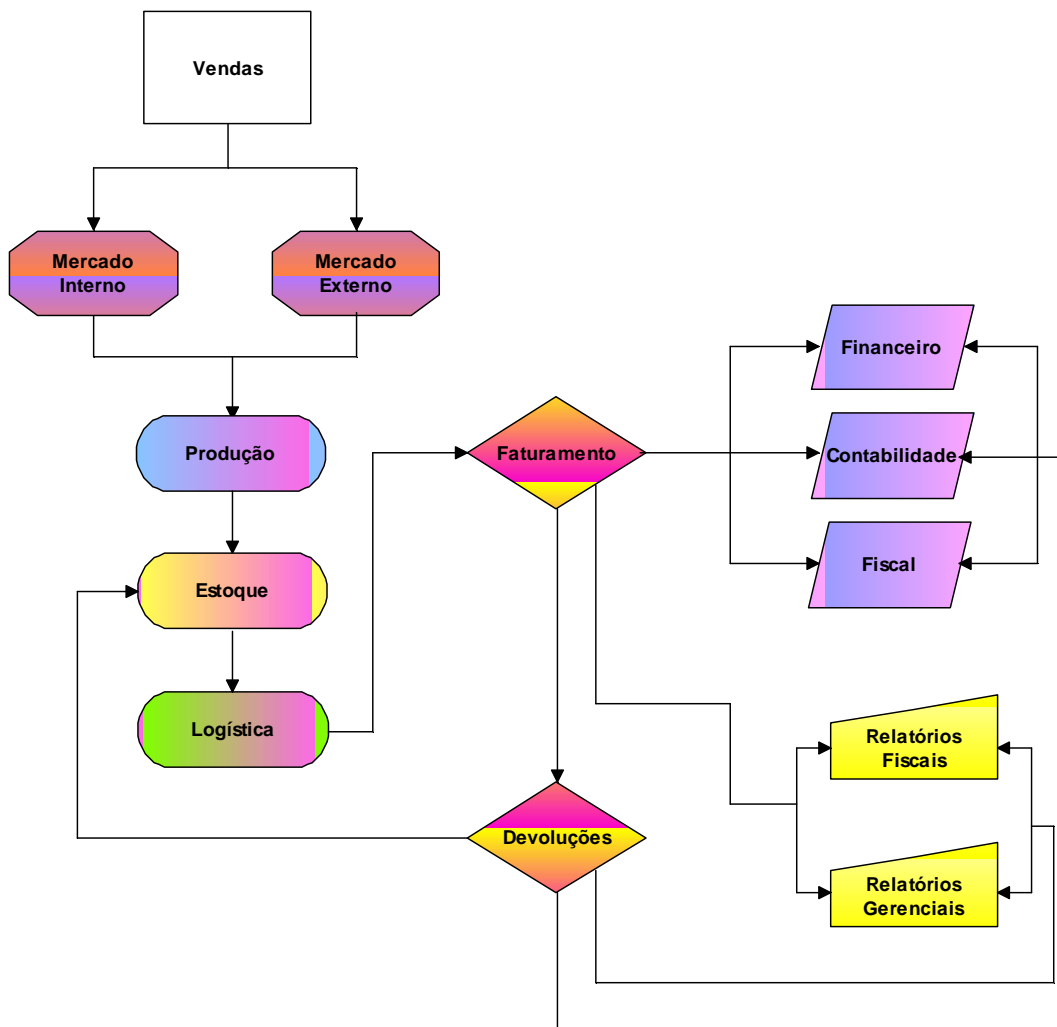 Vendas
Mercado
Interno
Mercado
Externo
Financeiro
Produção
Faturamento
Contabilidade
Estoque
Fiscal
Logística
Relatórios
Fiscais
Devoluções
Relatórios
Gerenciais